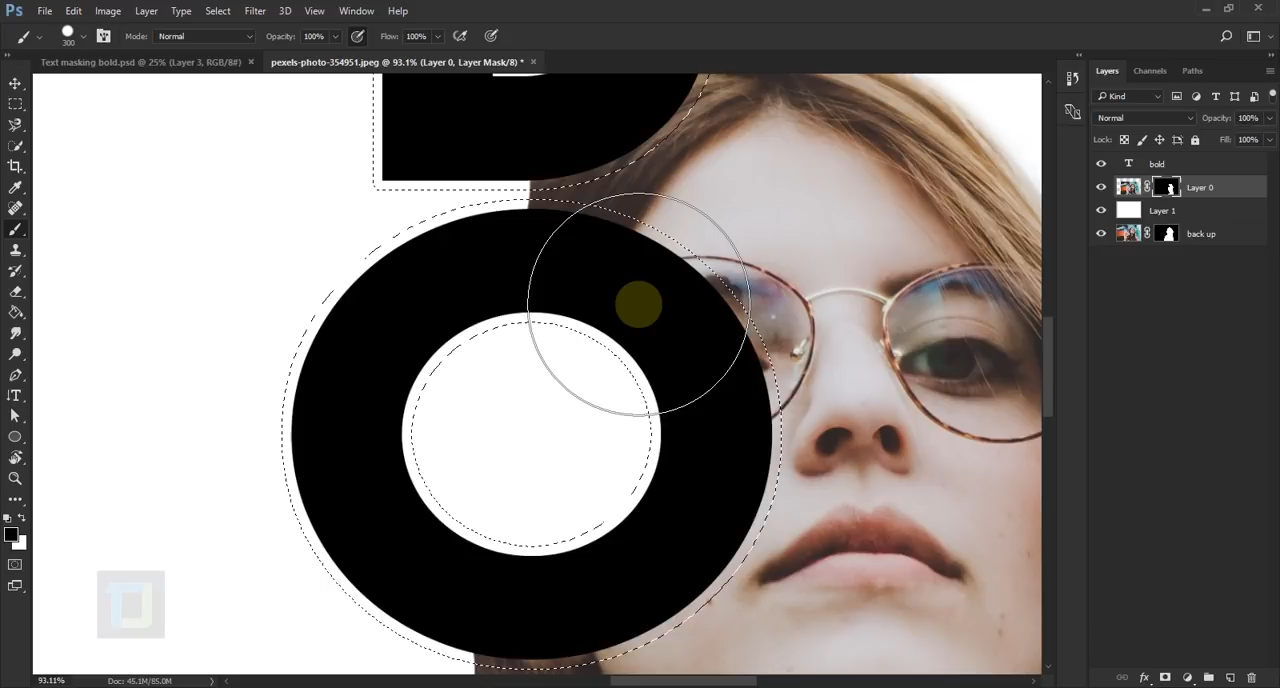 Ps File Edit Image Layer Type Select Filter 3D View Window Help
300 Mode: Normal Opacity: 100% Flow: 100%
Text masking bold.psd @ 25% (Layer 3, RGB/8#) × pexels-photo-354951.jpeg @ 93.1% (Layer 0, Layer Mask/8) * ×
Layers Channels Paths
Kind
Normal Opacity: 100%
Lock: Fill: 100%
T bold
Layer 0
Layer 1
back up
93.11% Doc: 45.1M/85.0M